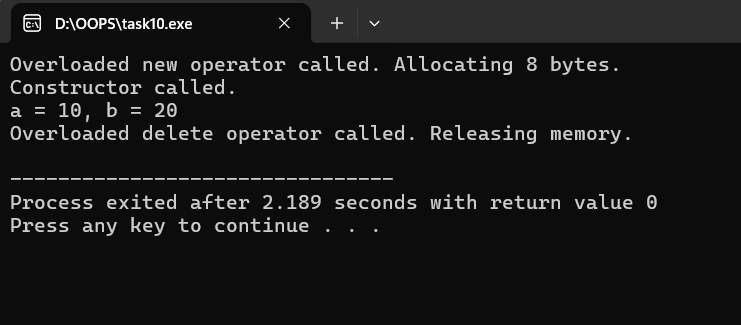 D:\OOPS\task10.exe
Overloaded new operator called. Allocating 8 bytes.
Constructor called.
a = 10, b = 20
Overloaded delete operator called. Releasing memory.
--------------------------------
Process exited after 2.189 seconds with return value 0
Press any key to continue . . .